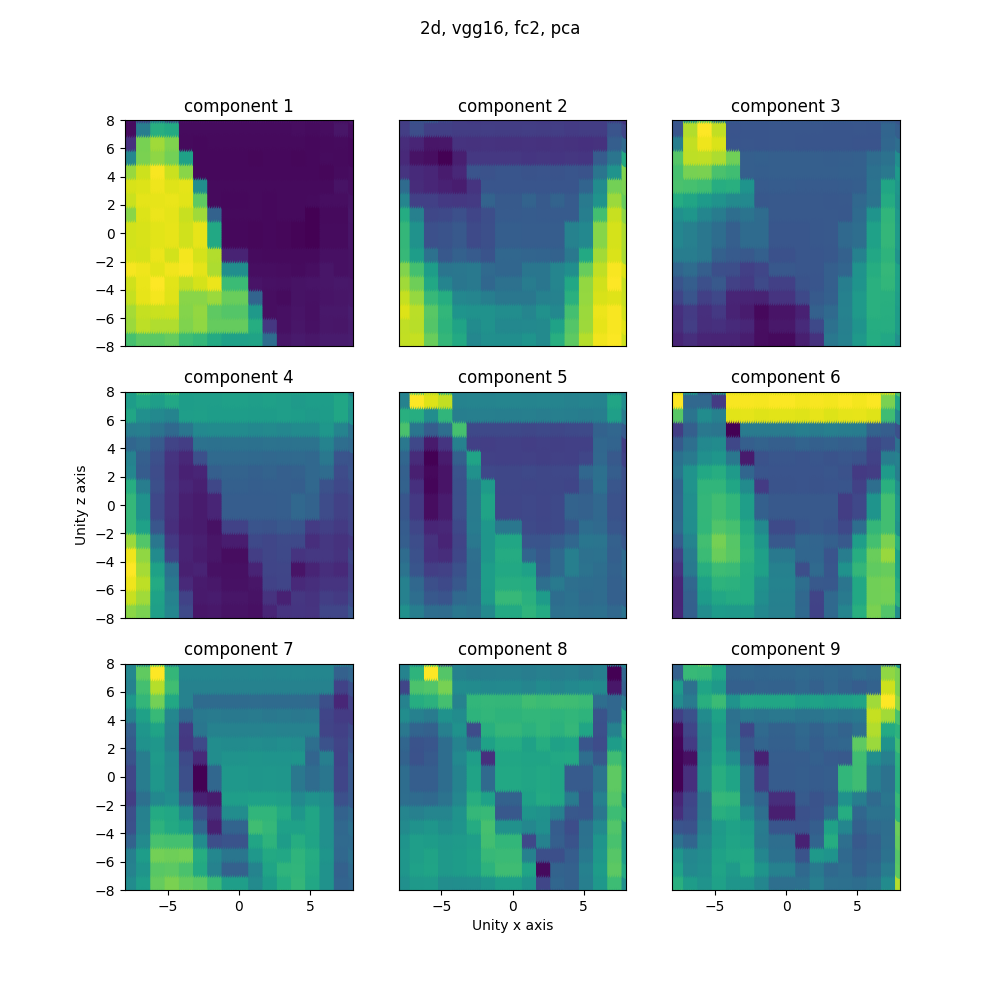 2d, vgg16, fc2, pca
component 1
component 2
component 3
8
6
4
2
0
−2
−4
−6
−8
component 4
component 5
component 6
8
6
4
2
0
−2
−4
−6
−8
Unity z axis
component 7
component 8
component 9
8
6
4
2
0
−2
−4
−6
−8
−5 0 5
−5 0 5
−5 0 5
Unity x axis